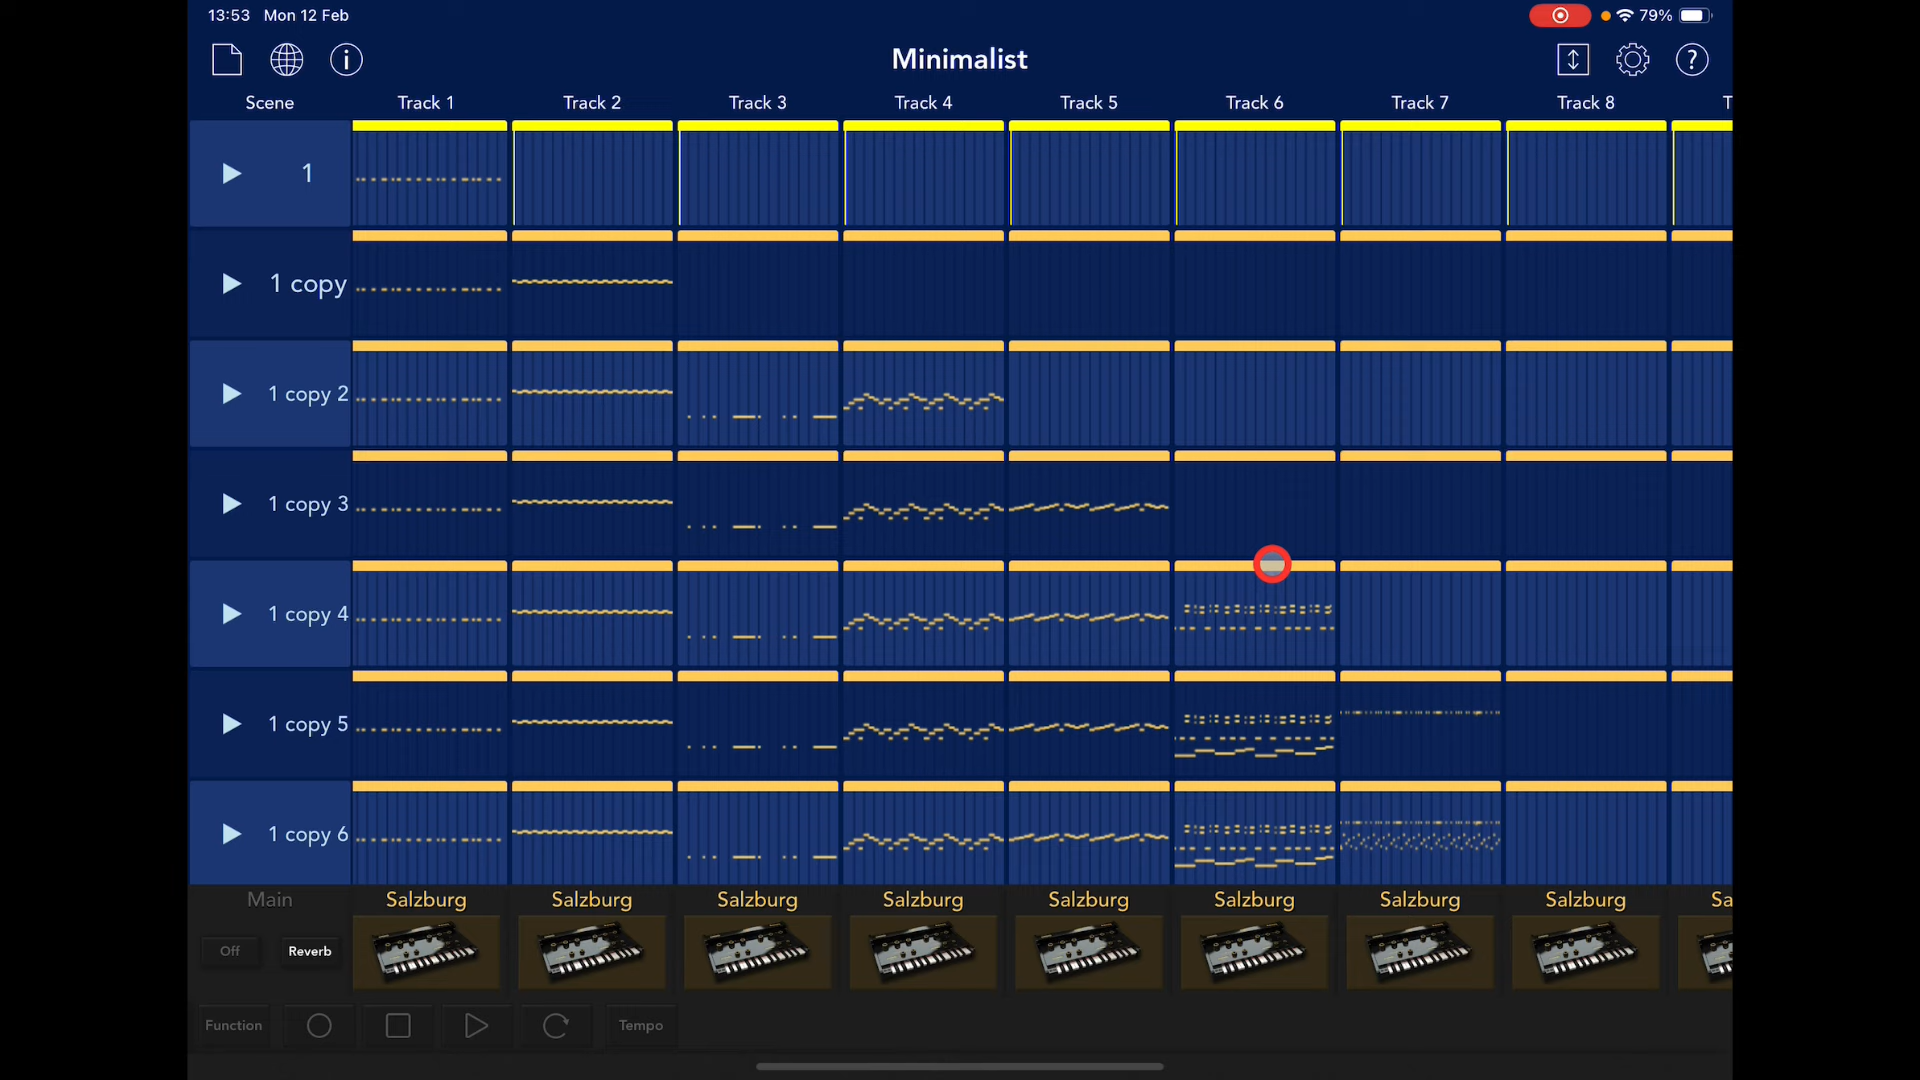 13:53 Mon 12 Feb
79%
Minimalist
Scene Track 1 Track 2 Track 3 Track 4 Track 5 Track 6 Track 7 Track 8 T
1
1 copy
1 copy 2
1 copy 3
1 copy 4
1 copy 5
1 copy 6
Main Salzburg Salzburg Salzburg Salzburg Salzburg Salzburg Salzburg Salzburg Sa
Off Reverb
Function Tempo